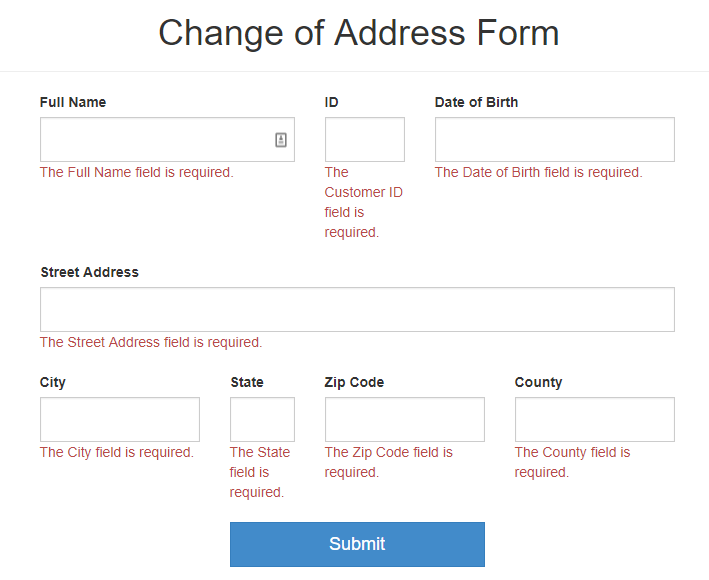 Change of Address Form
Full Name
ID
Date of Birth
The Full Name field is required.
The
Customer ID
field is
required.
The Date of Birth field is required.
Street Address
The Street Address field is required.
City
State
Zip Code
County
The City field is required.
The State
field is
required.
The Zip Code field is
required.
The County field is
required.
Submit